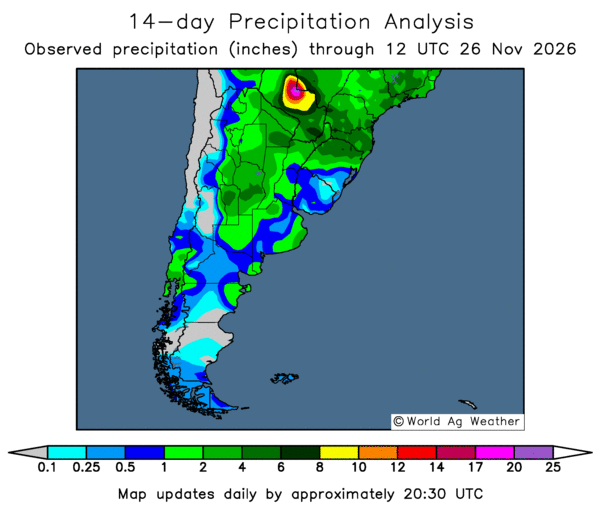 14-day Precipitation Analysis
Observed precipitation (inches) through 12 UTC 26 Nov 2026
© World Ag Weather
0.1 0.25 0.5 1 2 4 6 8 10 12 14 17 20 25
Map updates daily by approximately 20:30 UTC